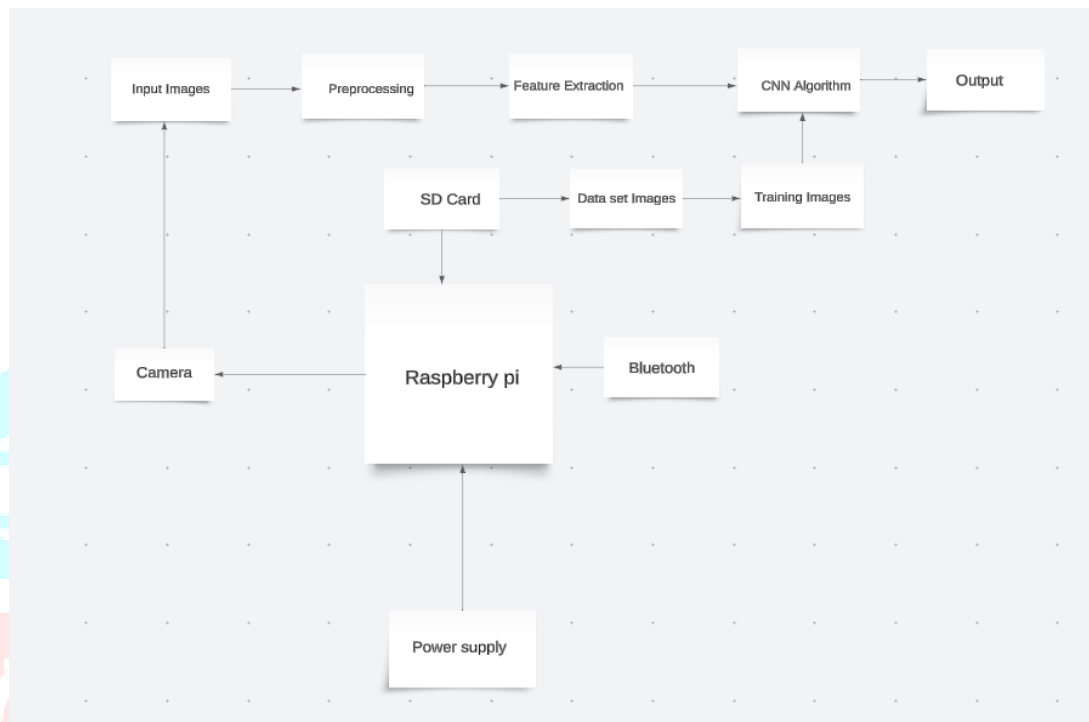 Input Images
Preprocessing
Feature Extraction
CNN Algorithm
Output
SD Card
Data set Images
Training Images
Camera
Raspberry pi
Bluetooth
Power supply